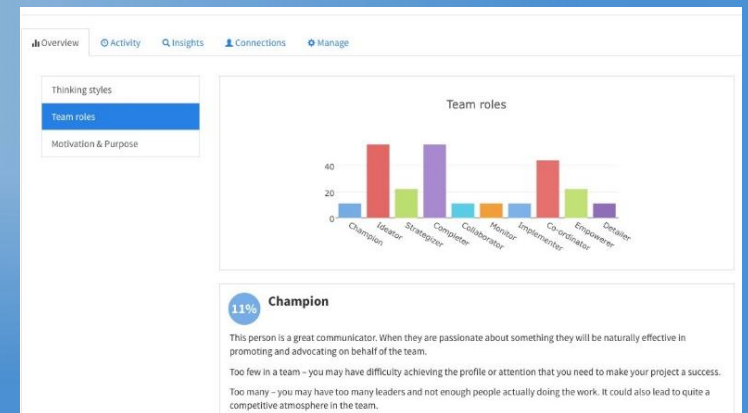 Overview Activity Insights Connections Manage
Thinking styles
Team roles
Motivation & Purpose
Team roles
40
20
0
Champion Ideator Strategizer Completer Collaborator Monitor Implementer Co-ordinator Empowerer Detailer
11% Champion
This person is a great communicator. When they are passionate about something they will be naturally effective in
promoting and advocating on behalf of the team.
Too few in a team – you may have difficulty achieving the profile or attention that you need to make your project a success.
Too many – you may have too many leaders and not enough people actually doing the work. It could also lead to quite a
competitive atmosphere in the team.